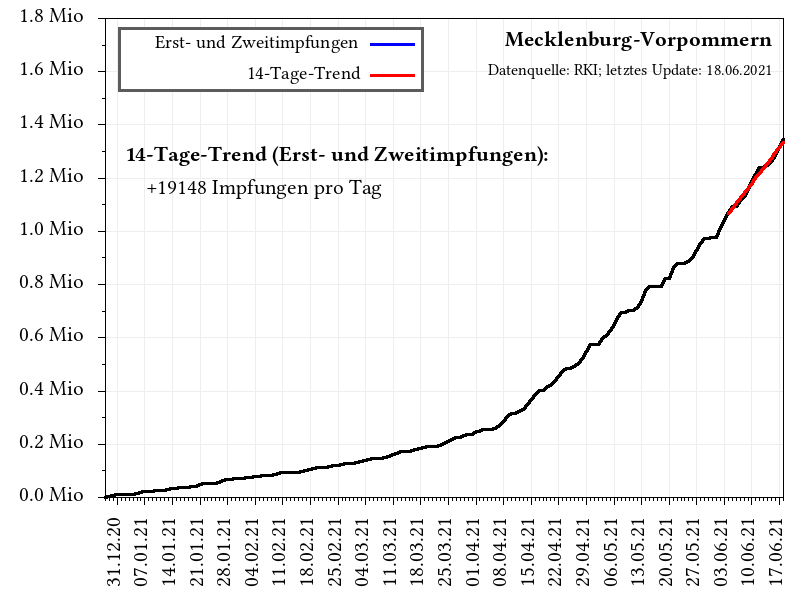 1.8 Mio
1.6 Mio
1.4 Mio
1.2 Mio
1.0 Mio
0.8 Mio
0.6 Mio
0.4 Mio
0.2 Mio
0.0 Mio
Erst- und Zweitimpfungen
14-Tage-Trend
Mecklenburg-Vorpommern
Datenquelle: RKI; letztes Update: 18.06.2021
14-Tage-Trend (Erst- und Zweitimpfungen):
+19148 Impfungen pro Tag
31.12.20
07.01.21
14.01.21
21.01.21
28.01.21
04.02.21
11.02.21
18.02.21
25.02.21
04.03.21
11.03.21
18.03.21
25.03.21
01.04.21
08.04.21
15.04.21
22.04.21
29.04.21
06.05.21
13.05.21
20.05.21
27.05.21
03.06.21
10.06.21
17.06.21